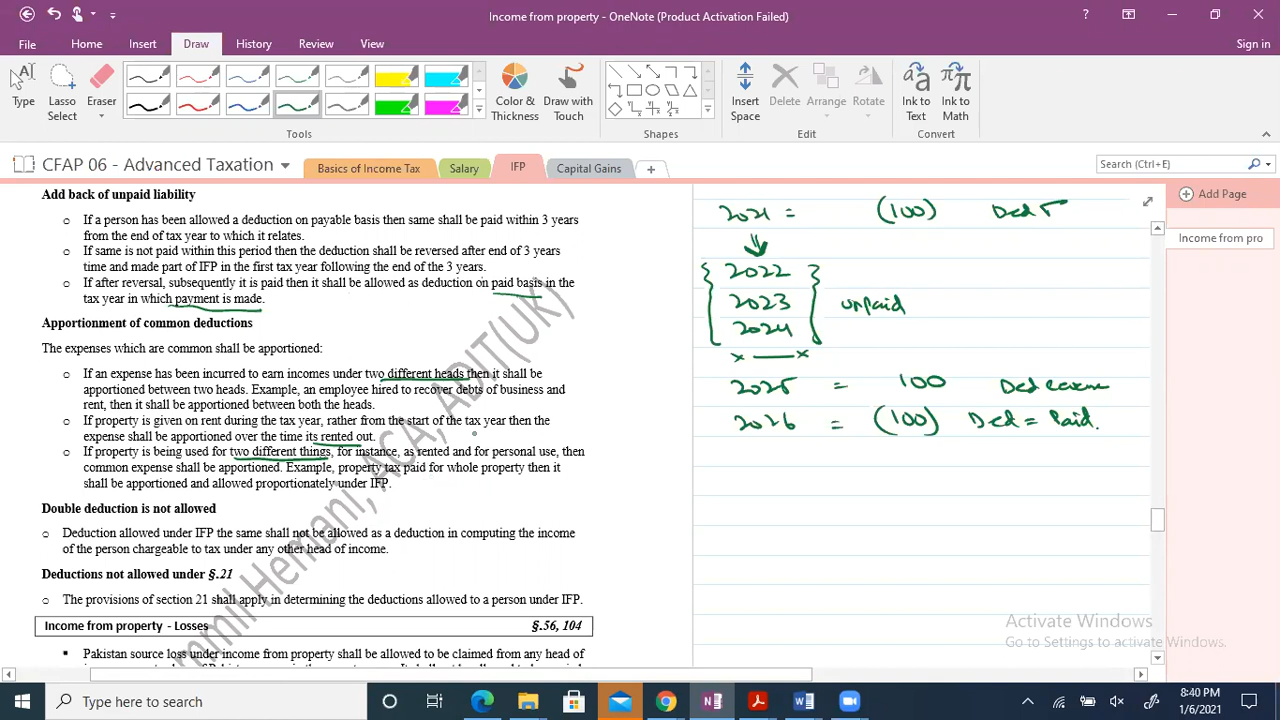 Income from property - OneNote (Product Activation Failed)
File Home Insert Draw History Review View Sign in
Type Lasso Select Eraser Color & Thickness Draw with Touch Insert Space Delete Arrange Rotate Ink to Text Ink to Math
Tools Shapes Edit Convert
CFAP 06 - Advanced Taxation Basics of Income Tax Salary IFP Capital Gains Search (Ctrl+E)
Add Page
Income from pro
Add back of unpaid liability
o If a person has been allowed a deduction on payable basis then same shall be paid within 3 years
from the end of tax year to which it relates.
o If same is not paid within this period then the deduction shall be reversed after end of 3 years
time and made part of IFP in the first tax year following the end of the 3 years.
o If after reversal, subsequently it is paid then it shall be allowed as deduction on paid basis in the
tax year in which payment is made.
Apportionment of common deductions
The expenses which are common shall be apportioned:
o If an expense has been incurred to earn incomes under two different heads then it shall be
apportioned between two heads. Example, an employee hired to recover debts of business and
rent, then it shall be apportioned between both the heads.
o If property is given on rent during the tax year, rather from the start of the tax year then the
expense shall be apportioned over the time its rented out.
o If property is being used for two different things, for instance, as rented and for personal use, then
common expense shall be apportioned. Example, property tax paid for whole property then it
shall be apportioned and allowed proportionately under IFP.
Double deduction is not allowed
o Deduction allowed under IFP the same shall not be allowed as a deduction in computing the income
of the person chargeable to tax under any other head of income.
Deductions not allowed under §.21
o The provisions of section 21 shall apply in determining the deductions allowed to a person under IFP.
Income from property - Losses §.56, 104
Pakistan source loss under income from property shall be allowed to be claimed from any head of
Hemani, ACA, ADIT(UK)
2021 = (100) Ded
2022
2023 unpaid
2024
x — x
2025 = 100 Ded
2026 = (100) Ded = Paid.
Activate Windows
Go to Settings to activate Windows.
Type here to search
8:40 PM
1/6/2021